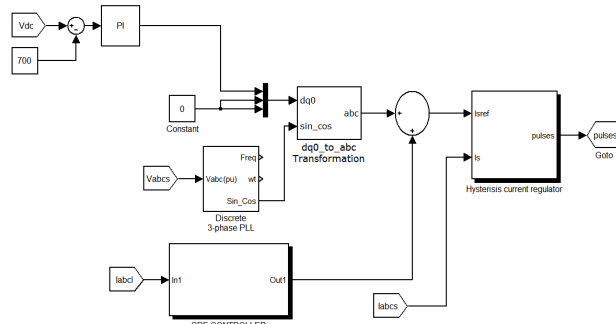 Vdc
PI
700
0
Constant
dq0
sin_cos
abc
dq0_to_abc
Transformation
Isref
Is
pulses
Hysterisis current regulator
pulses
Goto
Vabcs
Freq
Vabc(pu)
wt
Sin_Cos
Discrete
3-phase PLL
Iabcl
In1
Out1
Iabcs
CONTROLLER